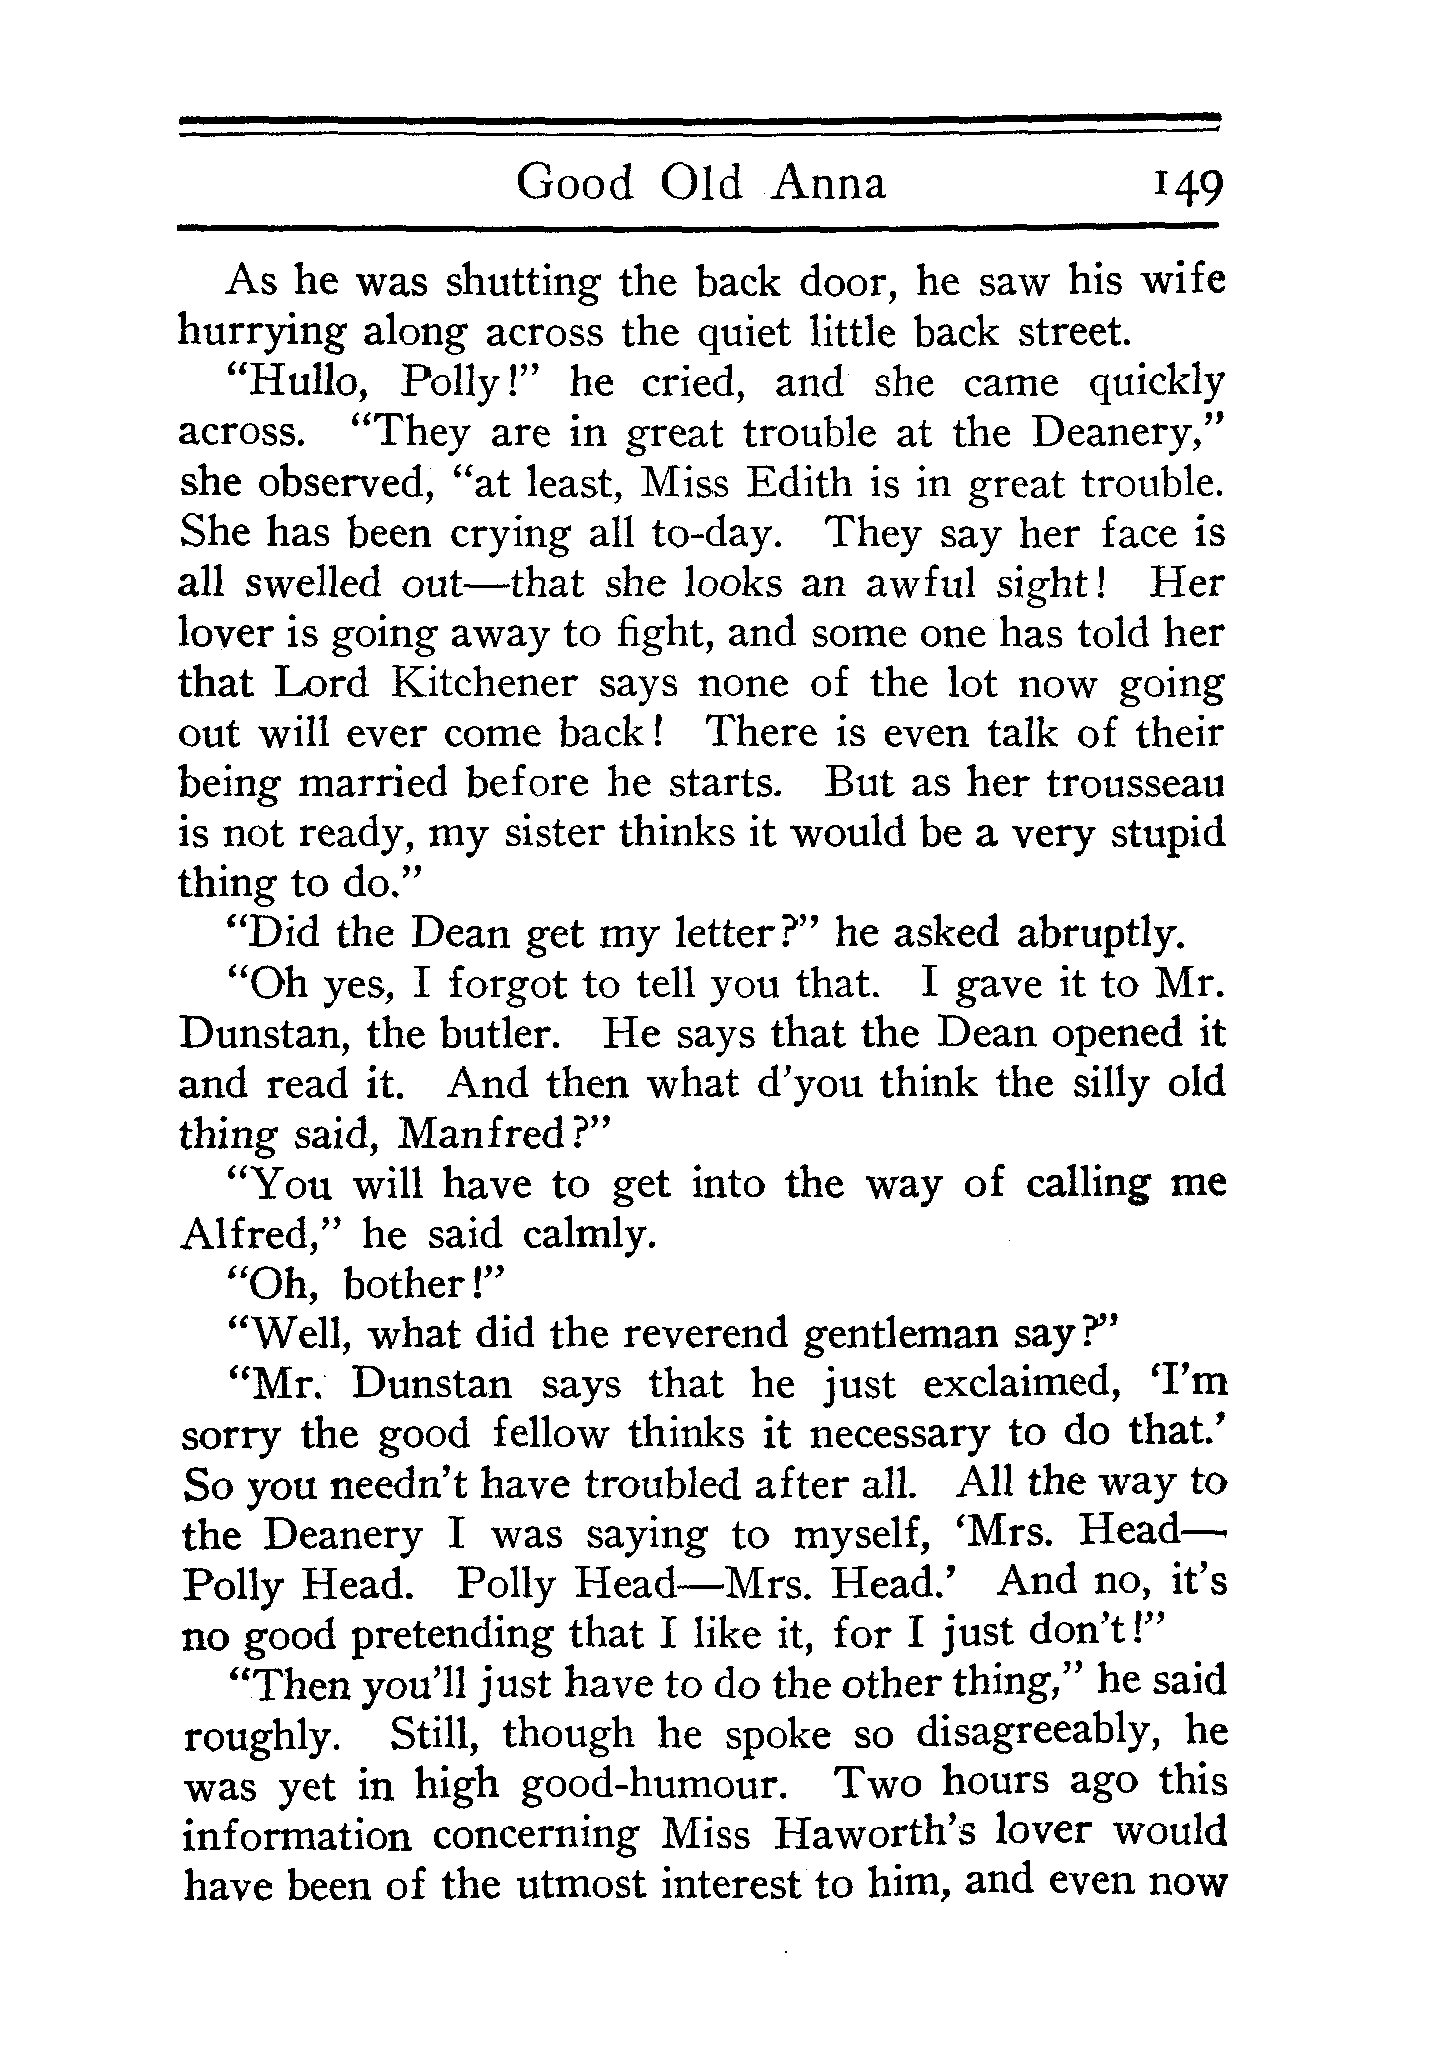 Good Old Anna 149
As he was shutting the back door, he saw his wife
hurrying along across the quiet little back street.
“Hullo, Polly!” he cried, and she came quickly
across. “They are in great trouble at the Deanery,”
she observed, “at least, Miss Edith is in great trouble.
She has been crying all to-day. They say her face is
all swelled out—that she looks an awful sight! Her
lover is going away to fight, and some one has told her
that Lord Kitchener says none of the lot now going
out will ever come back! There is even talk of their
being married before he starts. But as her trousseau
is not ready, my sister thinks it would be a very stupid
thing to do.”
“Did the Dean get my letter?” he asked abruptly.
“Oh yes, I forgot to tell you that. I gave it to Mr.
Dunstan, the butler. He says that the Dean opened it
and read it. And then what d’you think the silly old
thing said, Manfred?”
“You will have to get into the way of calling me
Alfred,” he said calmly.
“Oh, bother!”
“Well, what did the reverend gentleman say?”
“Mr. Dunstan says that he just exclaimed, ‘I’m
sorry the good fellow thinks it necessary to do that.’
So you needn’t have troubled after all. All the way to
the Deanery I was saying to myself, ‘Mrs. Head—
Polly Head. Polly Head—Mrs. Head.’ And no, it’s
no good pretending that I like it, for I just don’t!”
“Then you’ll just have to do the other thing,” he said
roughly. Still, though he spoke so disagreeably, he
was yet in high good-humour. Two hours ago this
information concerning Miss Haworth’s lover would
have been of the utmost interest to him, and even now